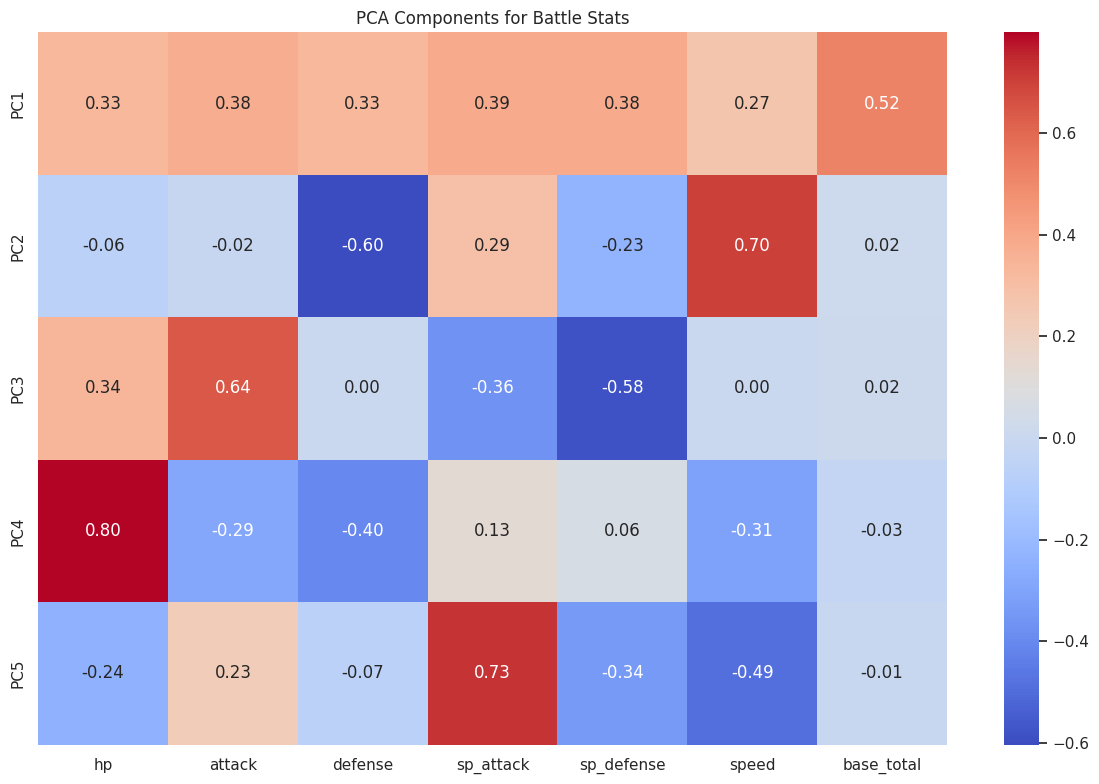 PCA Components for Battle Stats
PC1 0.33 0.38 0.33 0.39 0.38 0.27 0.52
PC2 -0.06 -0.02 -0.60 0.29 -0.23 0.70 0.02
PC3 0.34 0.64 0.00 -0.36 -0.58 0.00 0.02
PC4 0.80 -0.29 -0.40 0.13 0.06 -0.31 -0.03
PC5 -0.24 0.23 -0.07 0.73 -0.34 -0.49 -0.01
hp attack defense sp_attack sp_defense speed base_total
0.6
0.4
0.2
0.0
−0.2
−0.4
−0.6